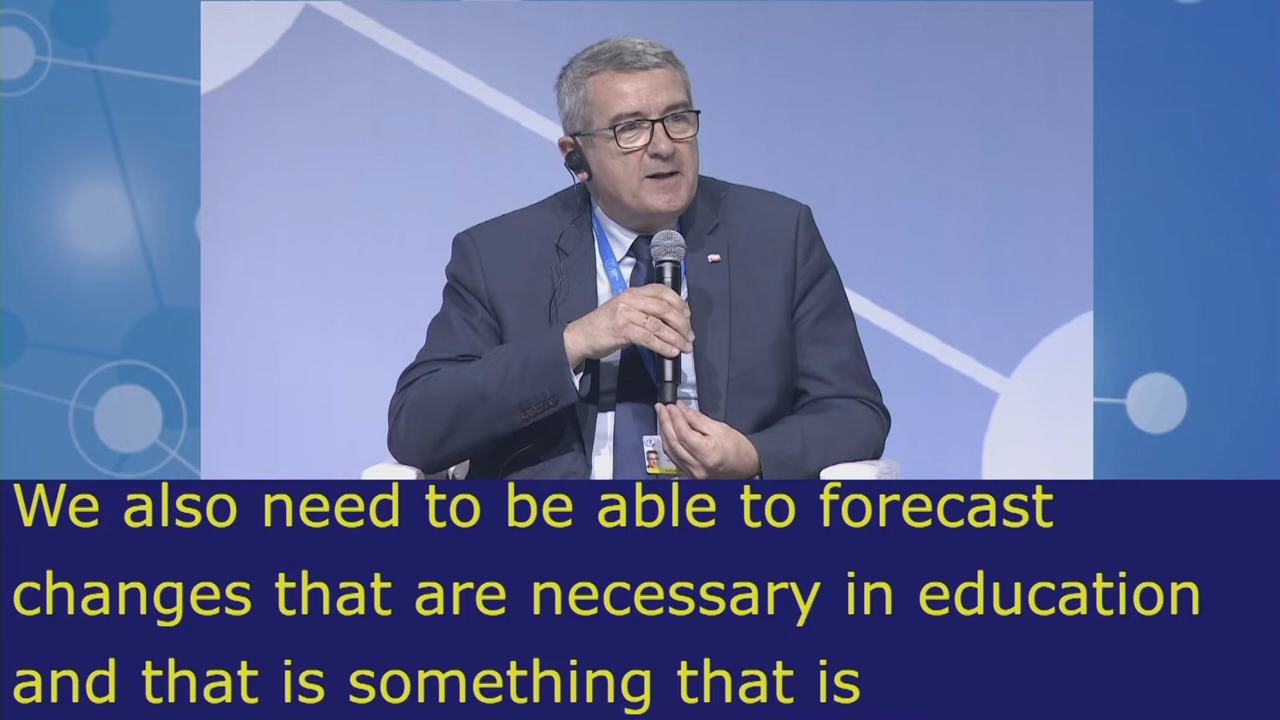 We also need to be able to forecast
changes that are necessary in education
and that is something that is